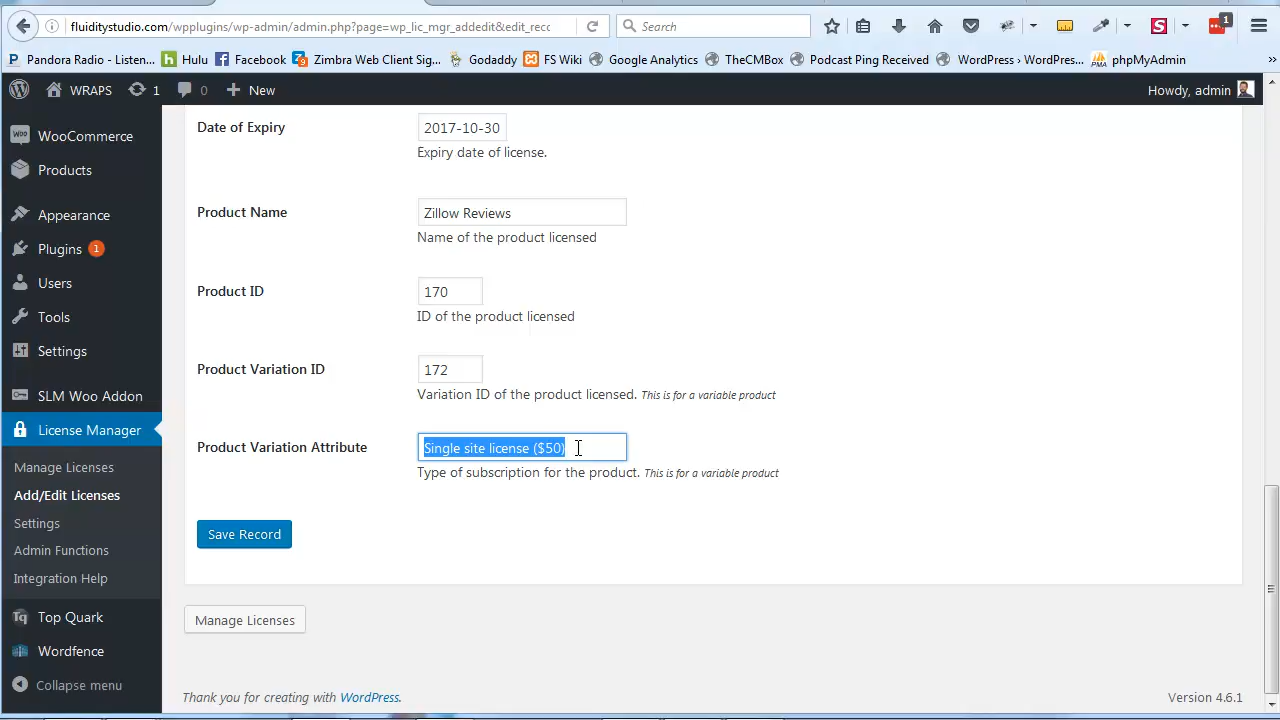 fluiditystudio.com/wpplugins/wp-admin/admin.php?page=wp_lic_mgr_addedit&edit_recc
Search
S
1
Pandora Radio - Listen...
Hulu
Facebook
Zimbra Web Client Sig...
Godaddy
FS Wiki
Google Analytics
TheCMBox
Podcast Ping Received
WordPress › WordPress...
phpMyAdmin
WRAPS
1
0
New
Howdy, admin
WooCommerce
Products
Appearance
Plugins 1
Users
Tools
Settings
SLM Woo Addon
License Manager
Manage Licenses
Add/Edit Licenses
Settings
Admin Functions
Integration Help
Top Quark
Wordfence
Collapse menu
Date of Expiry
2017-10-30
Expiry date of license.
Product Name
Zillow Reviews
Name of the product licensed
Product ID
170
ID of the product licensed
Product Variation ID
172
Variation ID of the product licensed. This is for a variable product
Product Variation Attribute
Single site license ($50)
Type of subscription for the product. This is for a variable product
Save Record
Manage Licenses
Thank you for creating with WordPress.
Version 4.6.1